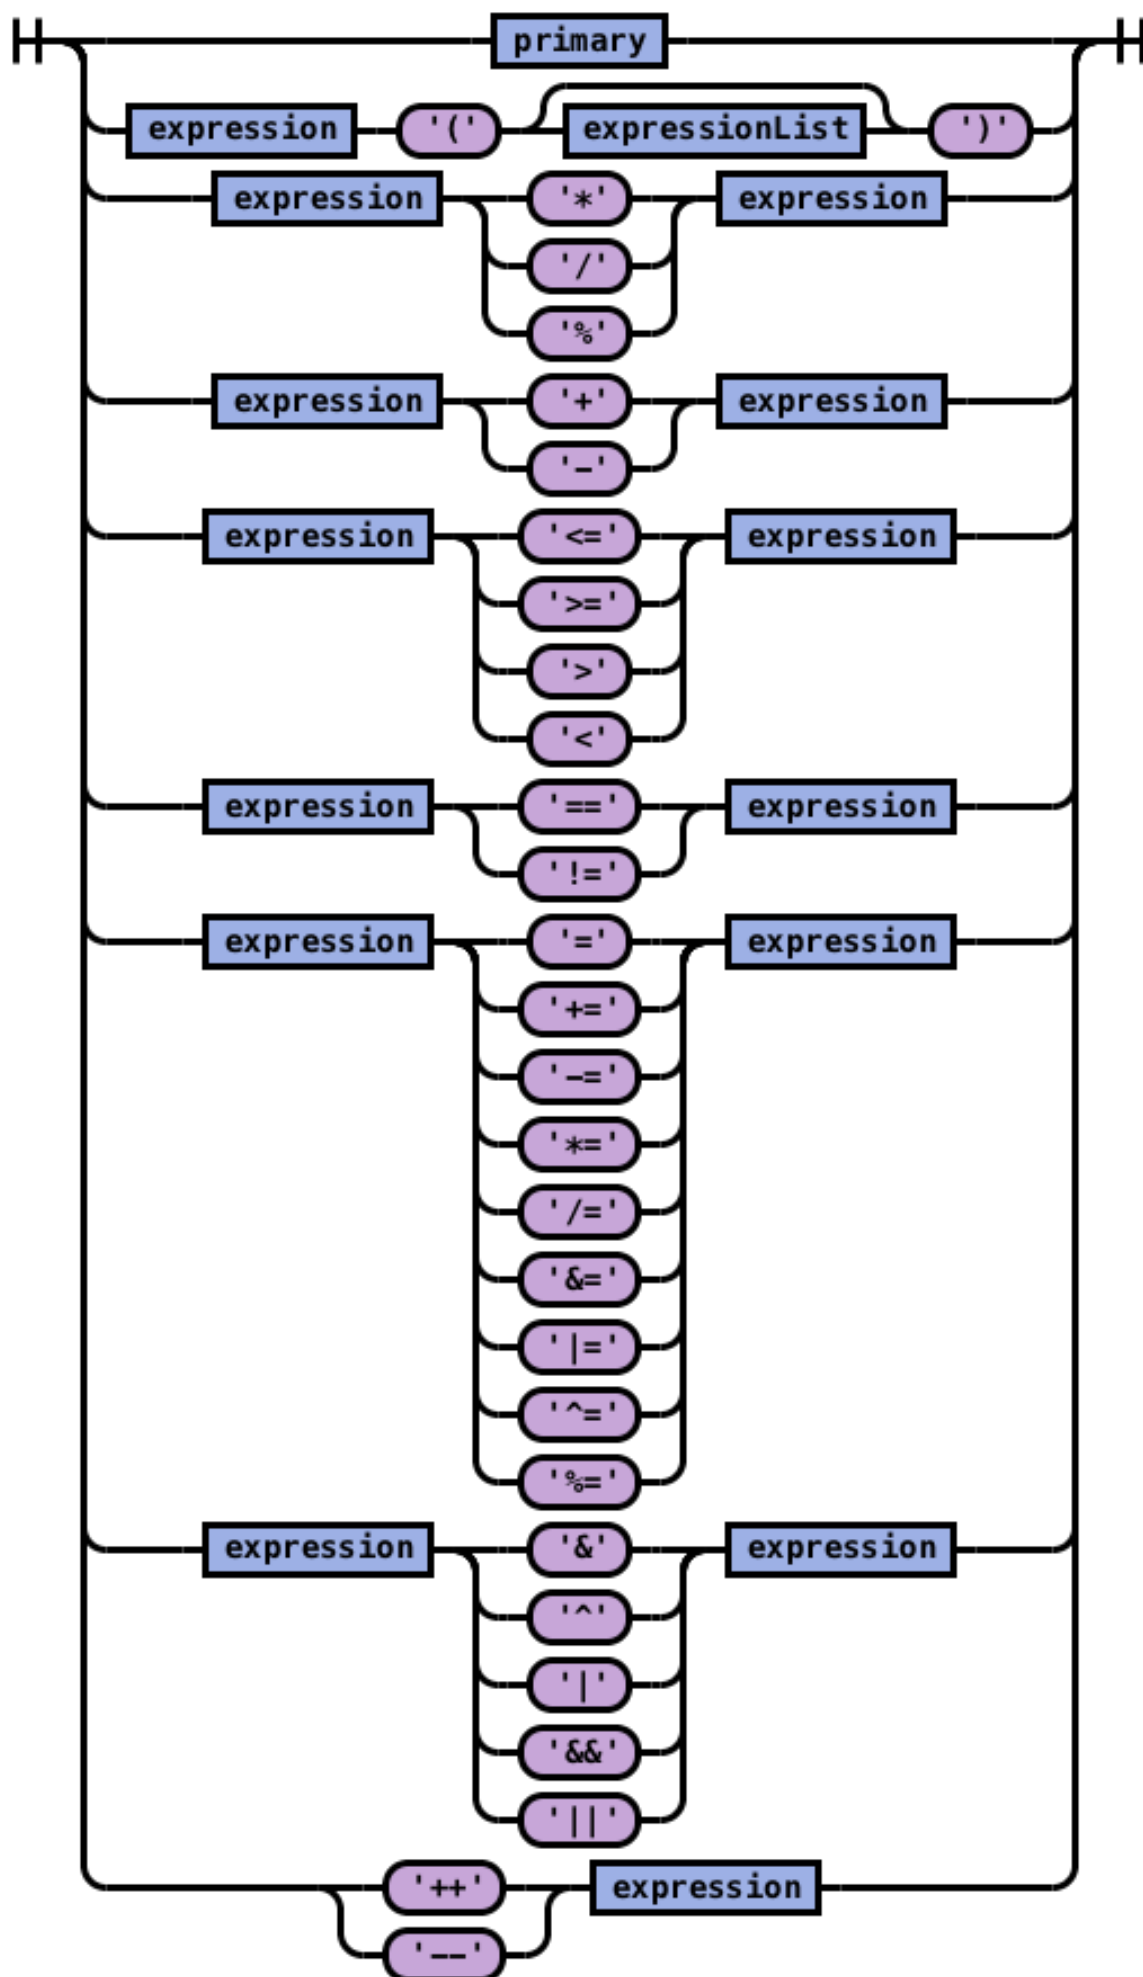 primary
expression '(' expressionList ')'
expression '*' expression
'/'
'%'
expression '+' expression
'-'
expression '<=' expression
'>='
'>'
'<'
expression '==' expression
'!='
expression '=' expression
'+='
'-='
'*='
'/='
'&='
'|='
'^='
'%='
expression '&' expression
'^'
'|'
'&&'
'||'
'++' expression
'--'